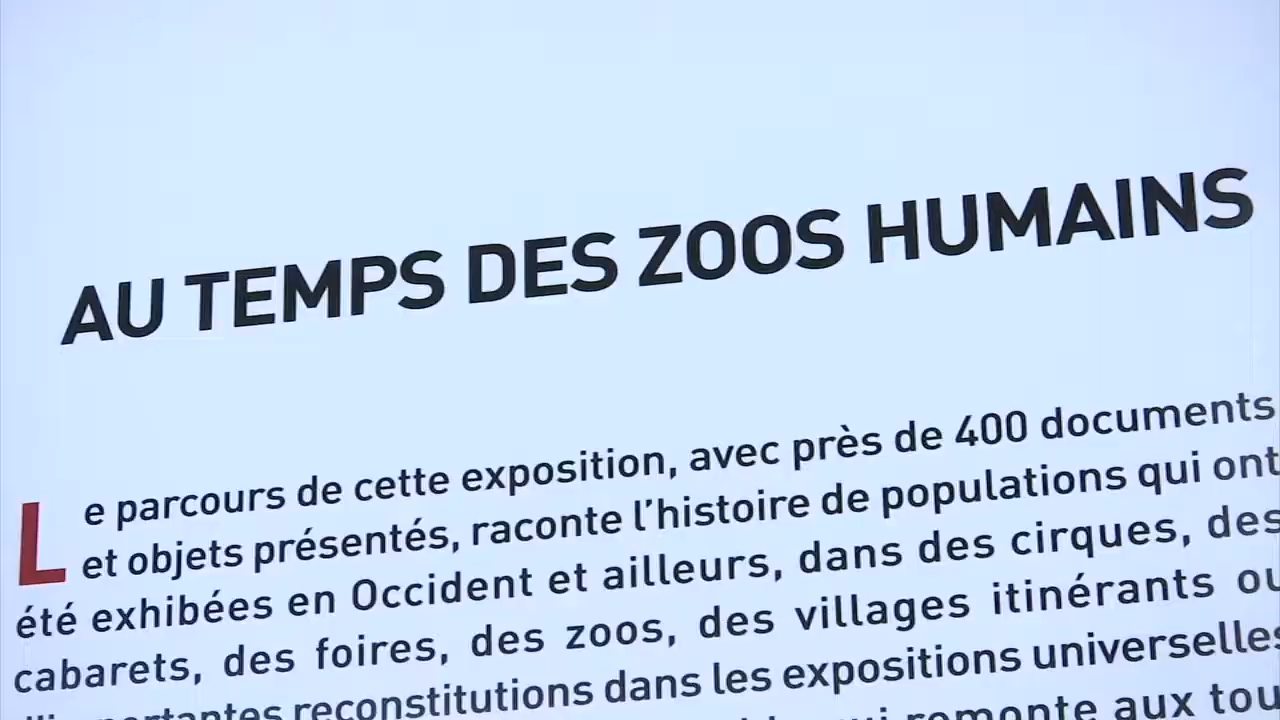 AU TEMPS DES ZOOS HUMAINS
Le parcours de cette exposition, avec près de 400 documents
et objets présentés, raconte l'histoire de populations qui ont
été exhibées en Occident et ailleurs, dans des cirques, des
cabarets, des foires, des zoos, des villages itinérants ou
reconstitutions dans les expositions universelles
remonte aux